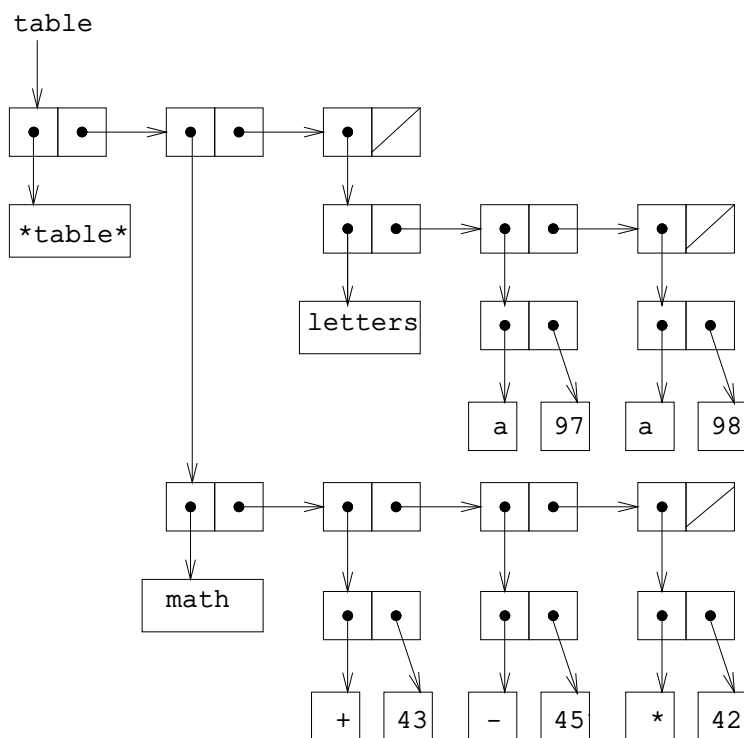 table
*table*
letters
a 97 a 98
math
+ 43 - 45 * 42